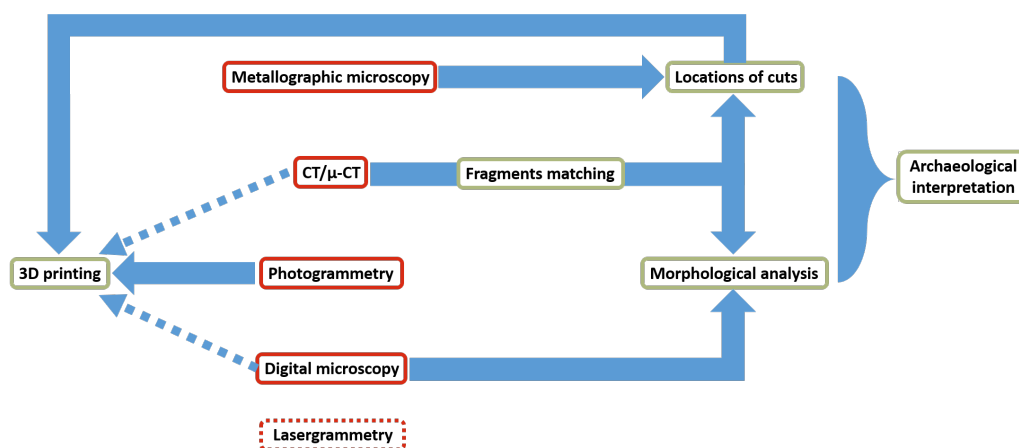 Metallographic microscopy
Locations of cuts
CT/μ-CT
Fragments matching
Archaeological
interpretation
3D printing
Photogrammetry
Morphological analysis
Digital microscopy
Lasergrammetry